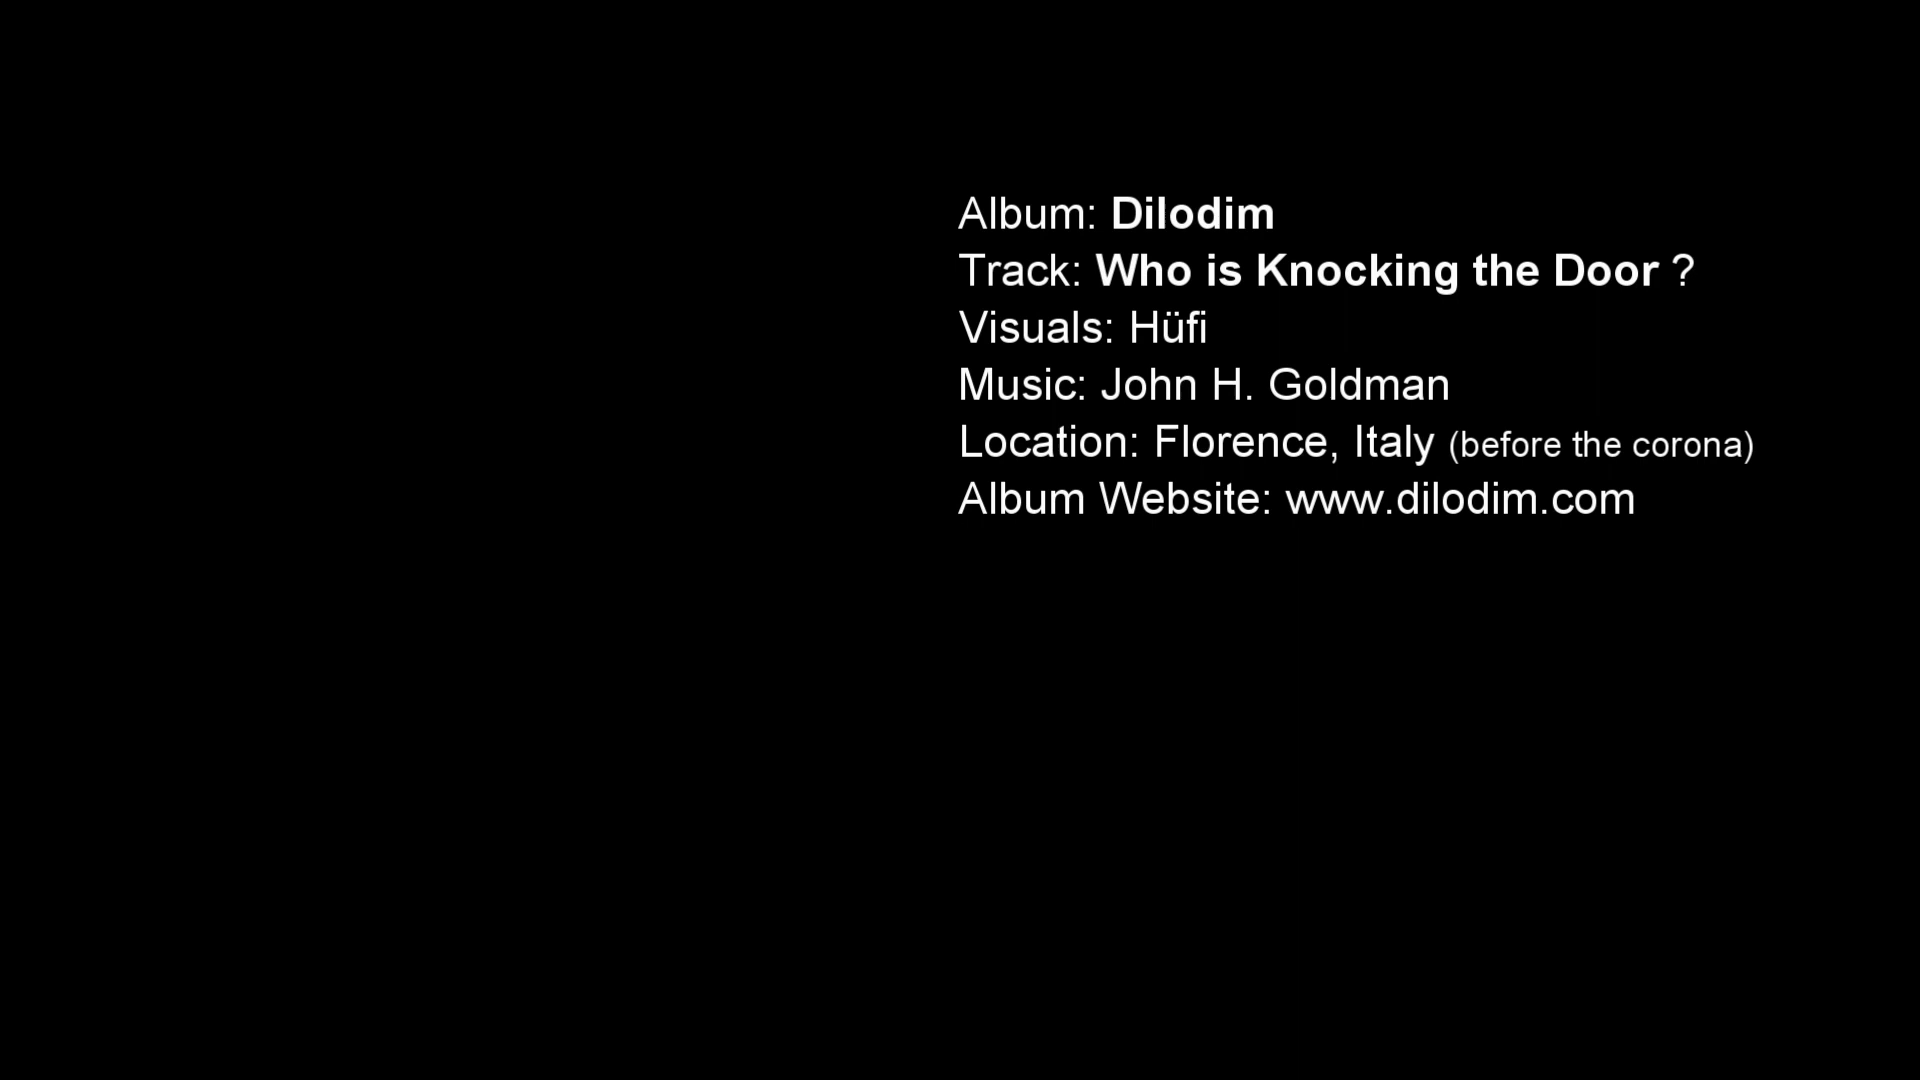 Album: Dilodim
Track: Who is Knocking the Door ?
Visuals: Hüfi
Music: John H. Goldman
Location: Florence, Italy (before the corona)
Album Website: www.dilodim.com